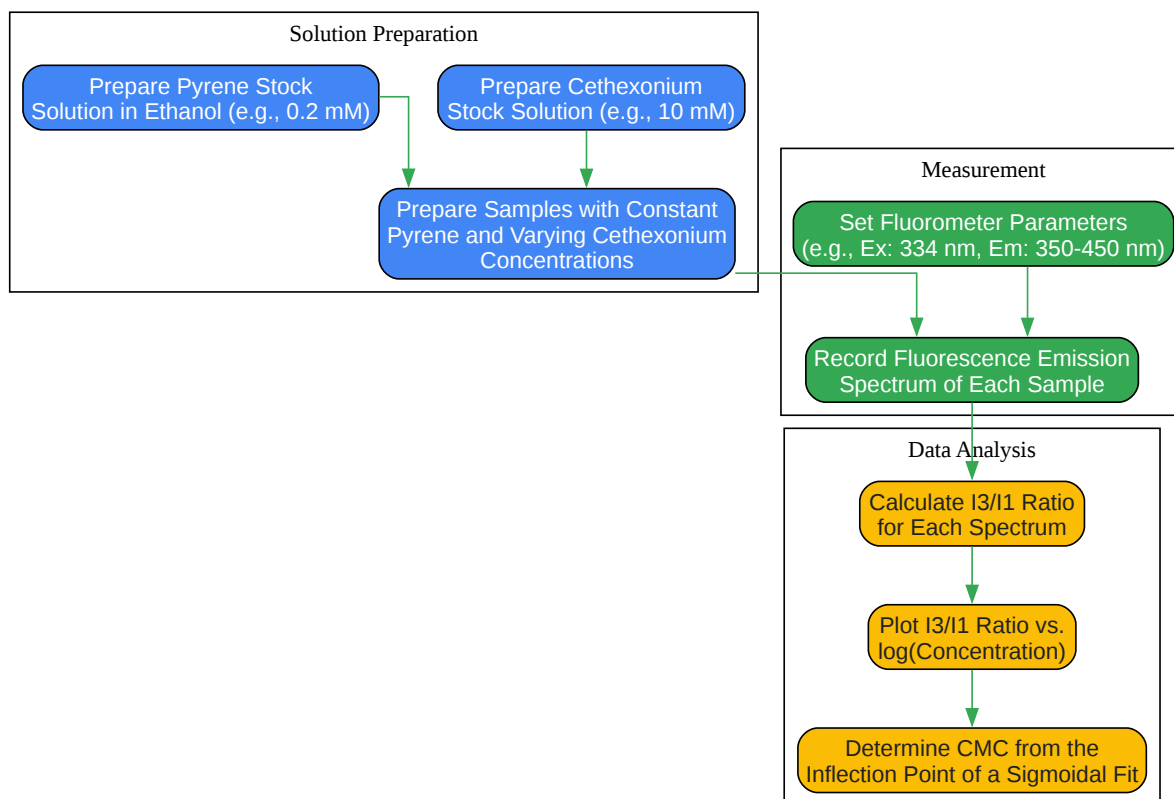 Solution Preparation
Prepare Pyrene Stock
Solution in Ethanol (e.g., 0.2 mM)
Prepare Cethexonium
Stock Solution (e.g., 10 mM)
Prepare Samples with Constant
Pyrene and Varying Cethexonium
Concentrations
Measurement
Set Fluorometer Parameters
(e.g., Ex: 334 nm, Em: 350-450 nm)
Record Fluorescence Emission
Spectrum of Each Sample
Data Analysis
Calculate I3/I1 Ratio
for Each Spectrum
Plot I3/I1 Ratio vs.
log(Concentration)
Determine CMC from the
Inflection Point of a Sigmoidal Fit